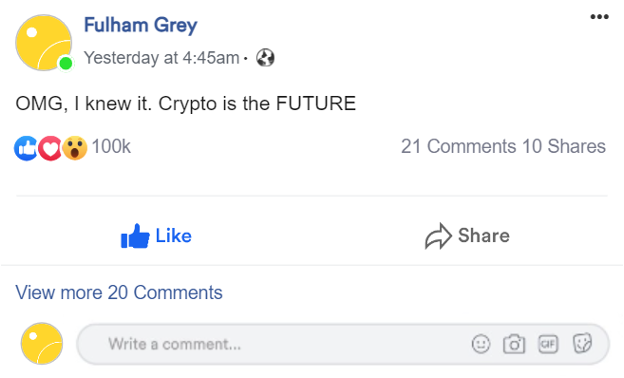 Fulham Grey
Yesterday at 4:45am ·
OMG, I knew it. Crypto is the FUTURE
100k
21 Comments 10 Shares
Like
Share
View more 20 Comments
Write a comment...
GIF